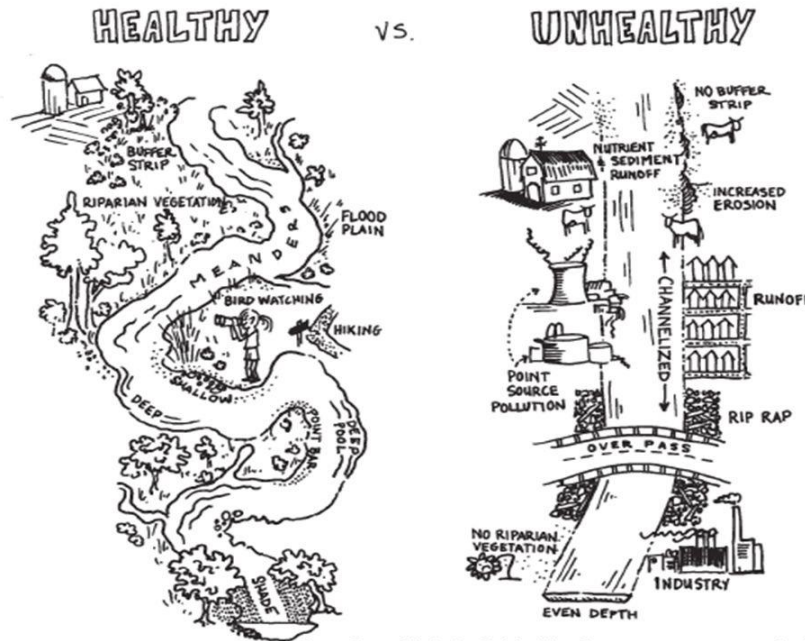 HEALTHY
VS.
UNHEALTHY
BUFFER
STRIP
RIPARIAN VEGETATION
FLOOD
PLAIN
MEANDERS
BIRD WATCHING
HIKING
SHALLOW
DEEP
POINT BAR
DEEP POOL
SHADE
NO BUFFER
STRIP
NUTRIENT
SEDIMENT
RUNOFF
INCREASED
EROSION
CHANNELIZED
RUNOFF
POINT
SOURCE
POLLUTION
RIP RAP
OVER PASS
NO RIPARIAN
VEGETATION
INDUSTRY
EVEN DEPTH